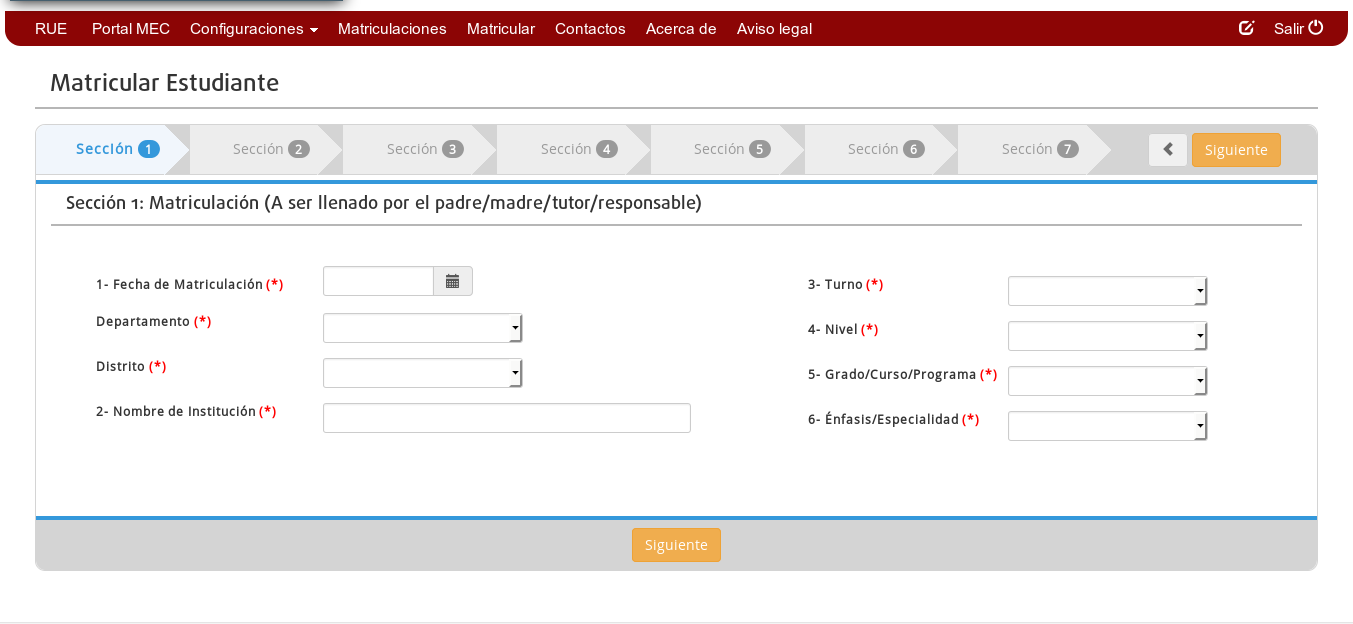 RUE Portal MEC Configuraciones Matriculaciones Matricular Contactos Acerca de Aviso legal Salir
Matricular Estudiante
Sección 1 Sección 2 Sección 3 Sección 4 Sección 5 Sección 6 Sección 7 Siguiente
Sección 1: Matriculación (A ser llenado por el padre/madre/tutor/responsable)
1- Fecha de Matriculación (*)
Departamento (*)
Distrito (*)
2- Nombre de Institución (*)
3- Turno (*)
4- Nivel (*)
5- Grado/Curso/Programa (*)
6- Énfasis/Especialidad (*)
Siguiente